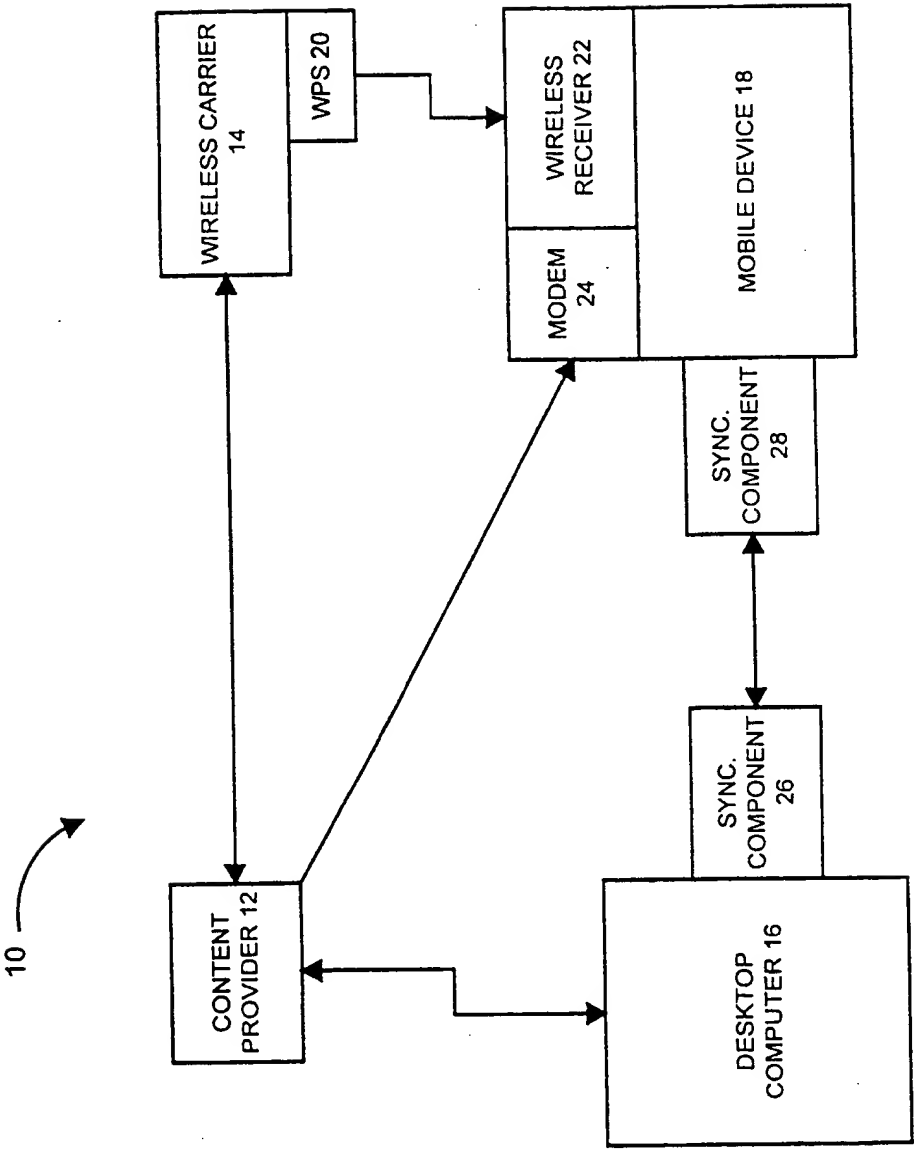 10
CONTENT
PROVIDER 12
WIRELESS CARRIER
14
WPS 20
DESKTOP
COMPUTER 16
SYNC.
COMPONENT
26
SYNC.
COMPONENT
28
MODEM
24
WIRELESS
RECEIVER 22
MOBILE DEVICE 18